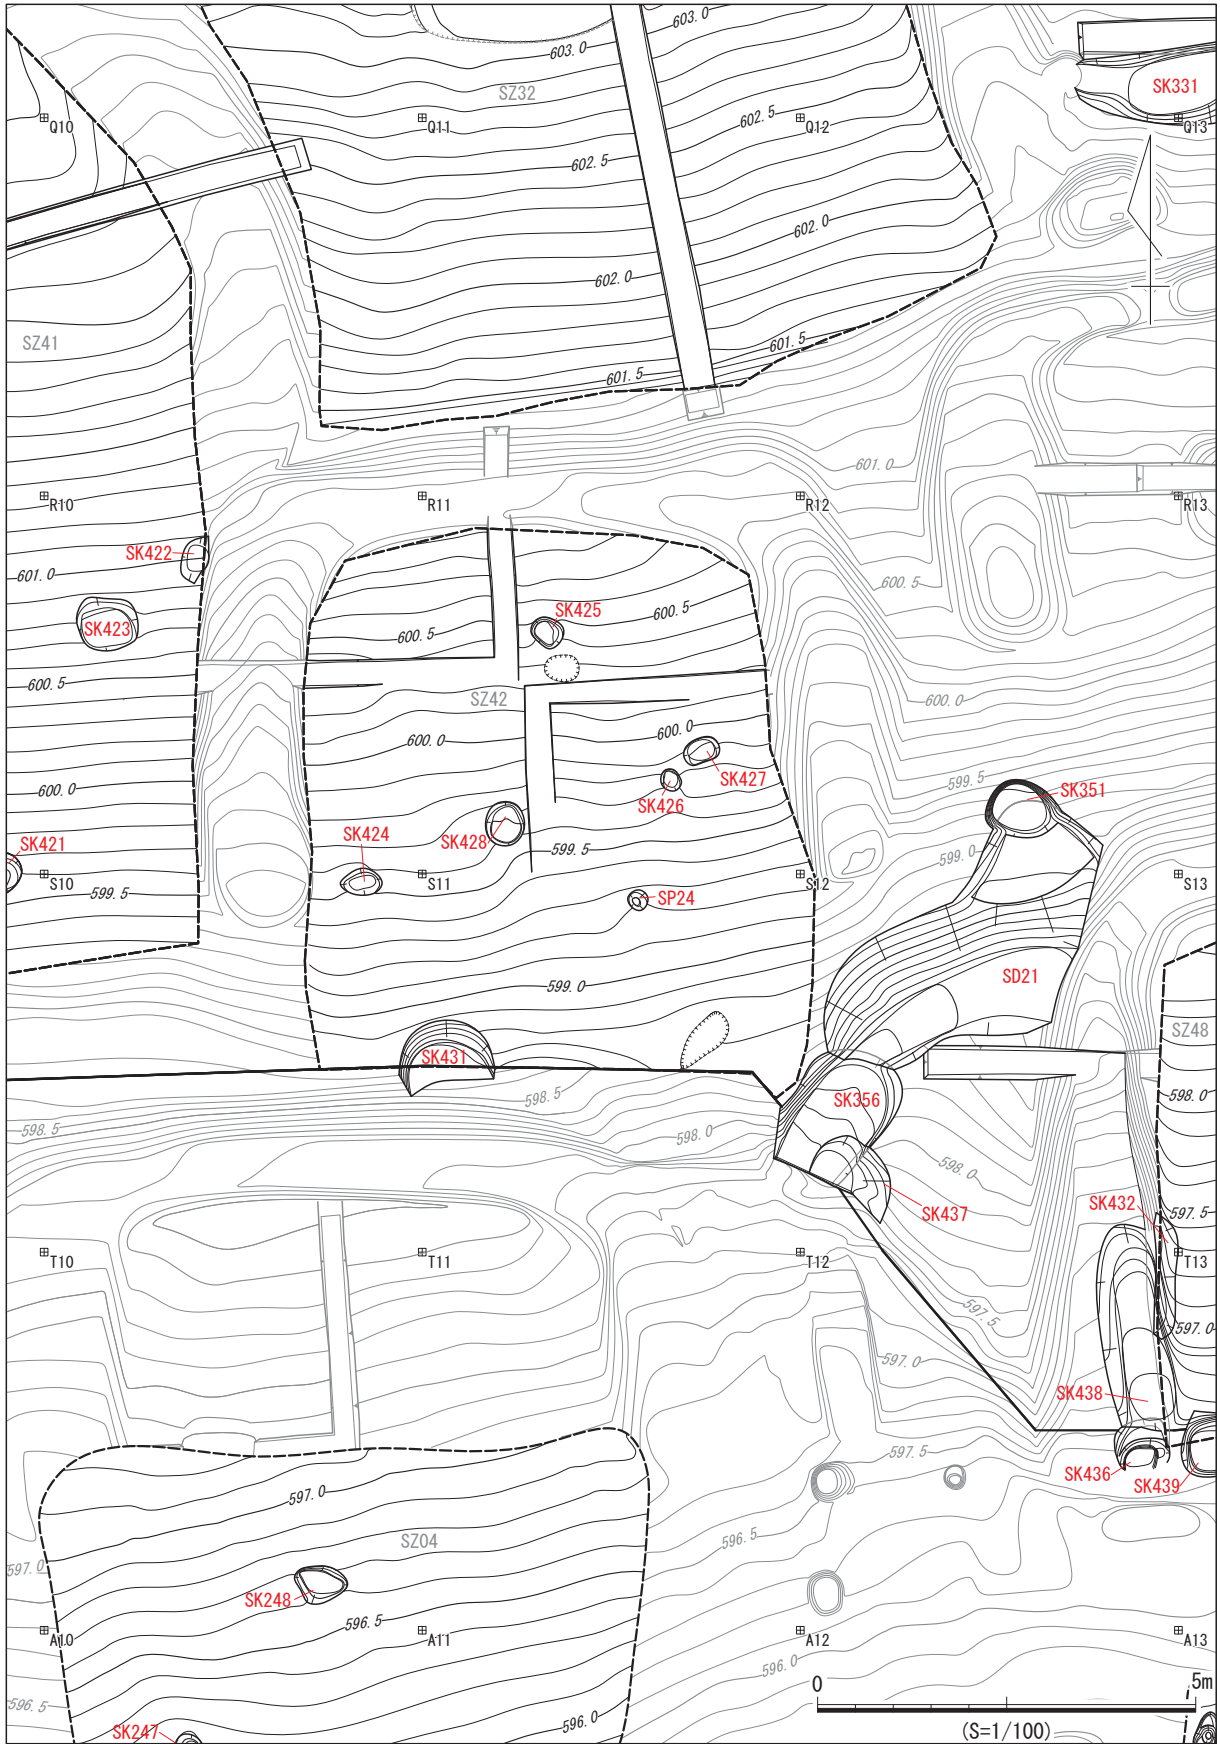 603.0
603.0
SZ32
SK331
Q10
Q11
602.5
Q12
Q13
602.5
602.0
602.0
SZ41
601.5
601.5
601.0
R10
R11
R12
R13
SK422
601.0
600.5
SK425
SK423
600.5
600.5
600.5
SZ42
600.0
600.0
600.0
SK427
599.5
SK351
600.0
SK426
SK424
SK428
SK421
599.5
599.0
S10
S11
S12
S13
599.5
SP24
SD21
599.0
SZ48
SK431
598.5
SK356
598.0
598.5
598.0
598.0
SK437
SK432
597.5
T10
T11
T12
T13
597.5
597.0
597.0
SK438
597.5
SK436
SK439
597.0
SZ04
596.5
597.0
SK248
596.5
A10
A11
A12
A13
596.0
0
5m
596.5
596.0
SK247
(S=1/100)